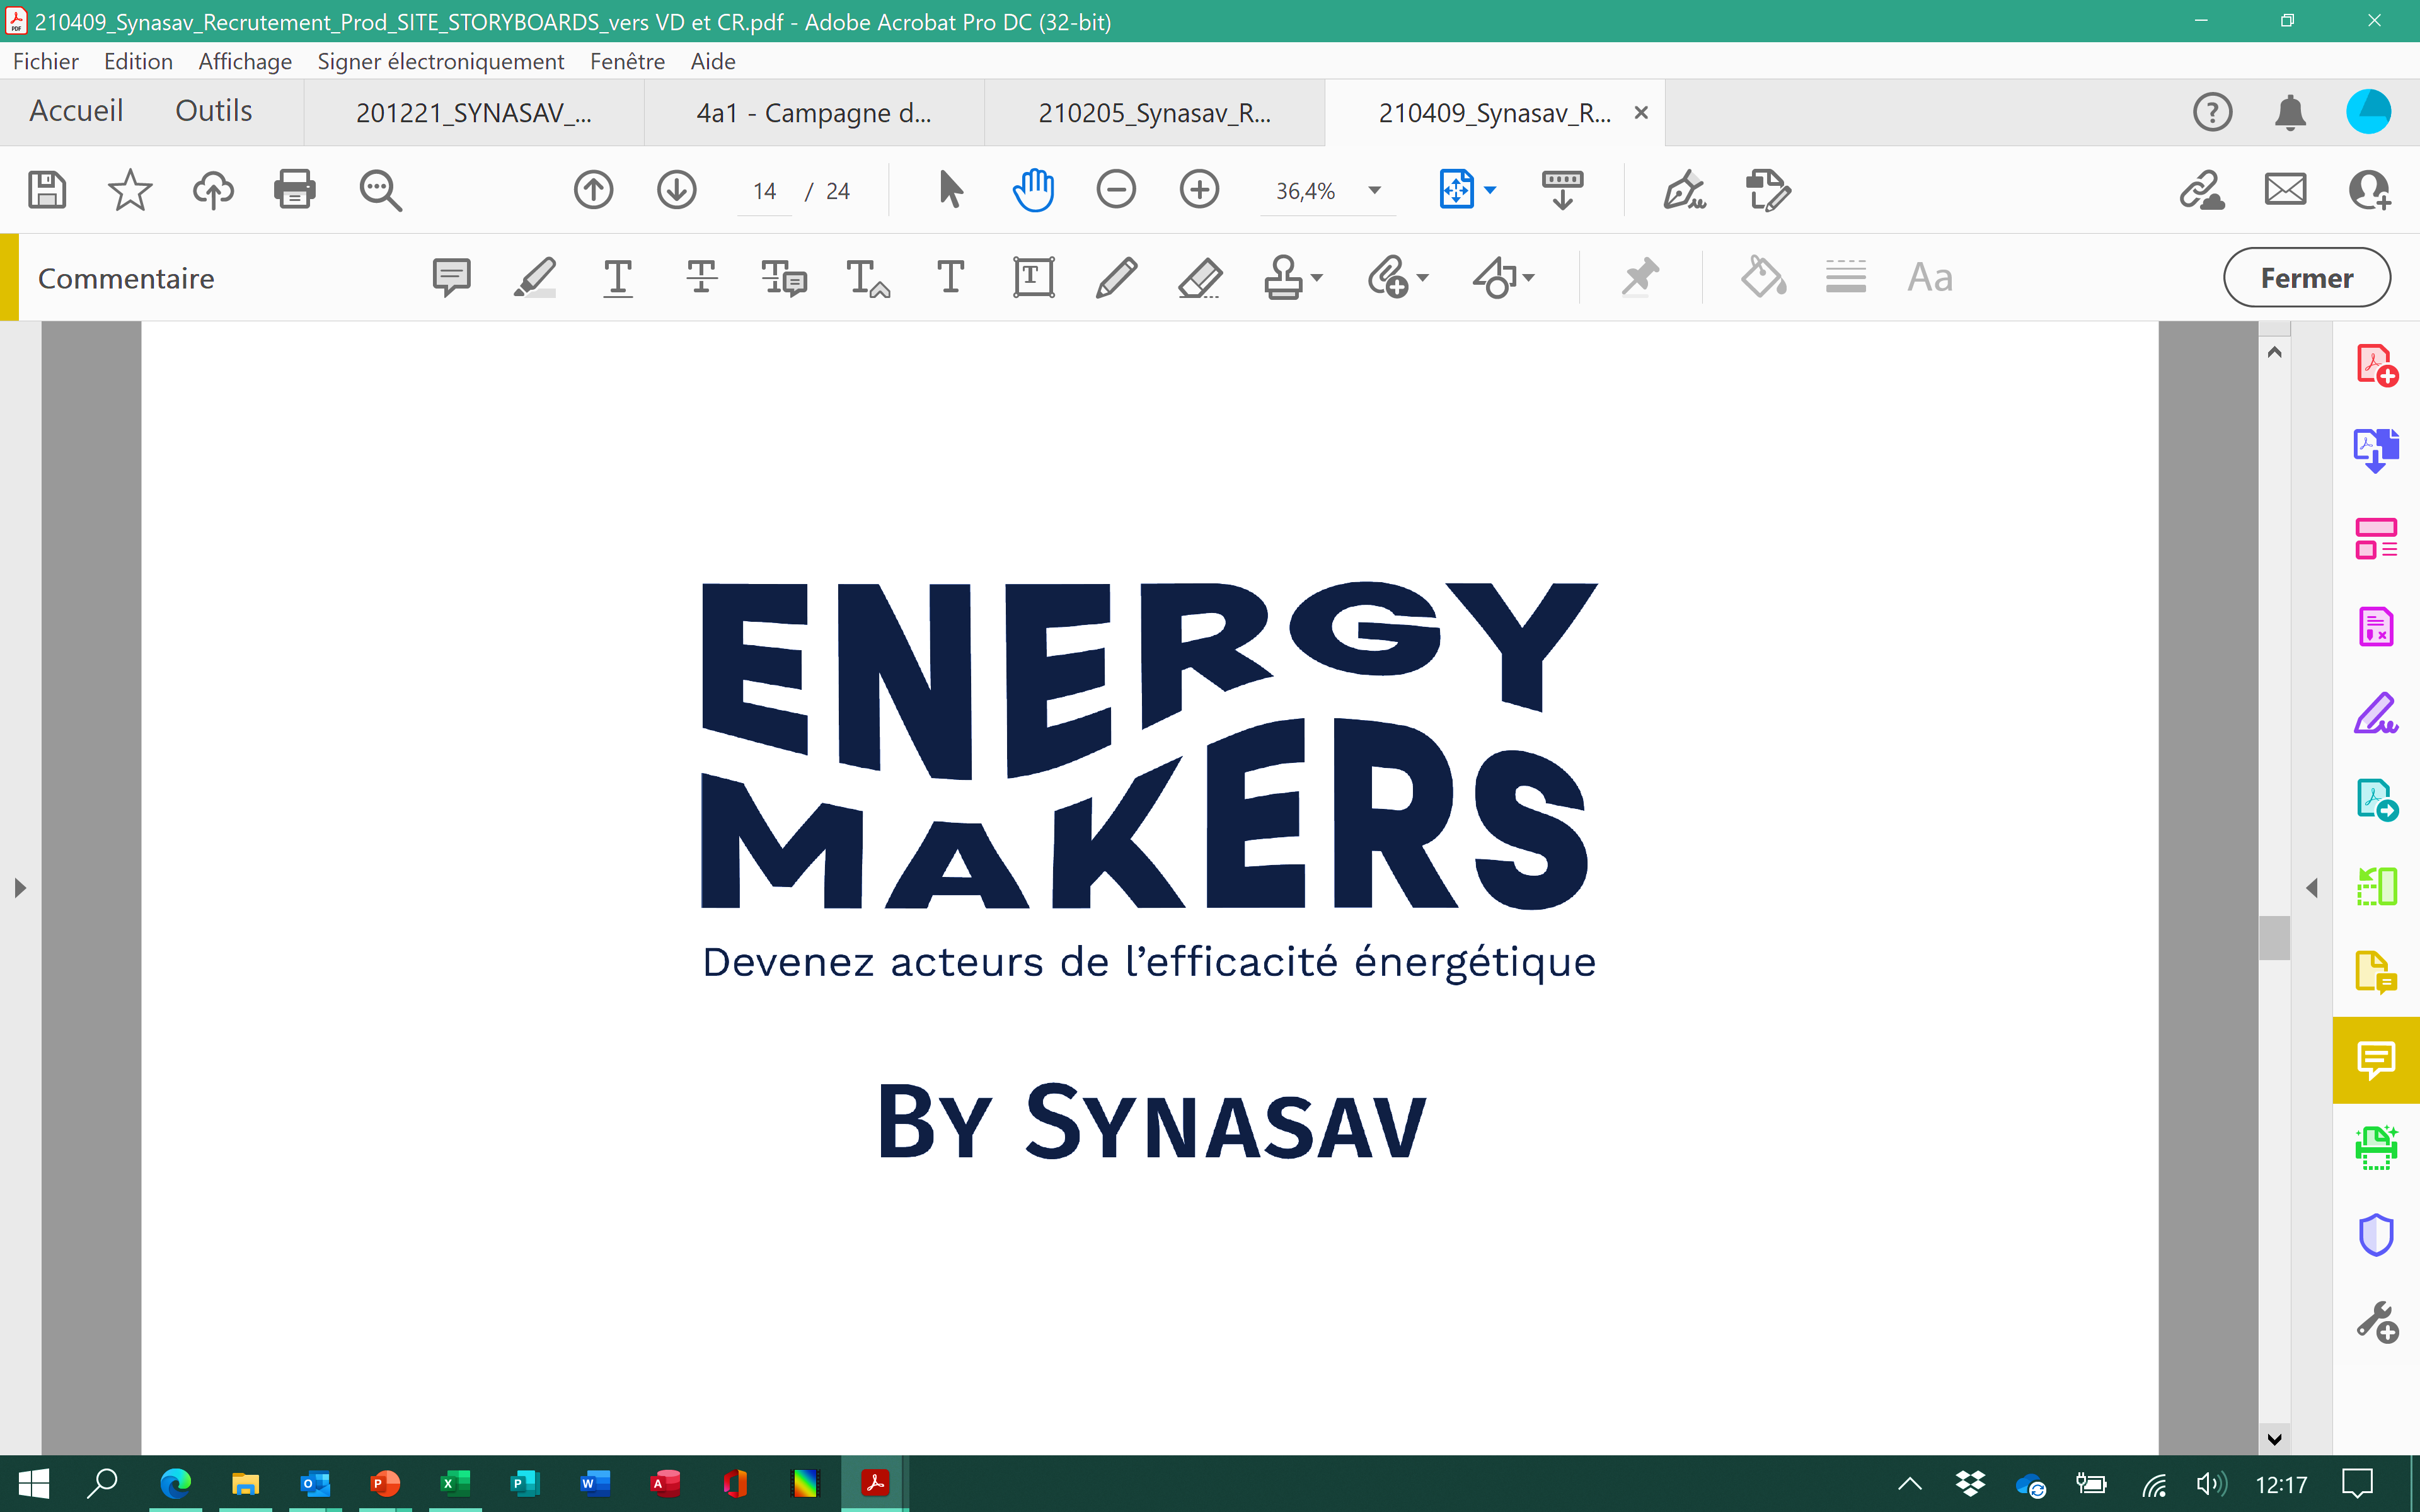 210409_Synasav_Recrutement_Prod_SITE_STORYBOARDS_vers VD et CR.pdf - Adobe Acrobat Pro DC (32-bit)
Fichier Edition Affichage Signer électroniquement Fenêtre Aide
Accueil Outils 201221_SYNASAV_... 4a1 - Campagne d... 210205_Synasav_R... 210409_Synasav_R...
14 / 24 36,4%
Commentaire Aa Fermer
ENERGY
MAKERS
Devenez acteurs de l’efficacité énergétique
By Synasav
12:17